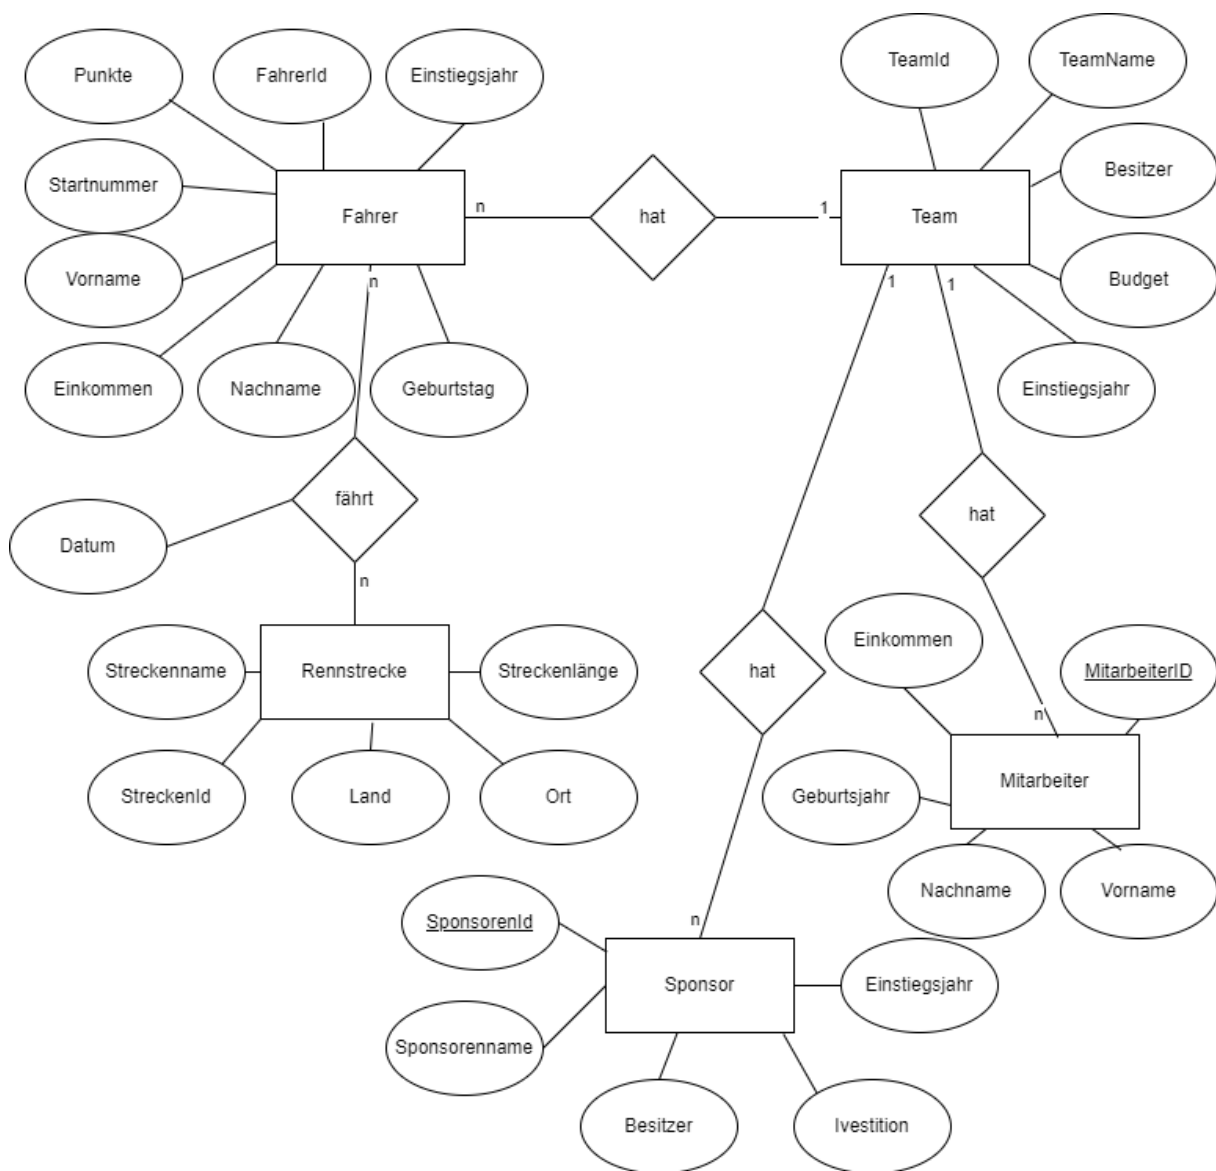 TeamId
TeamName
Punkte
FahrerId
Einstiegsjahr
Besitzer
Startnummer
n
1
Fahrer
hat
Team
Vorname
n
1
1
Budget
Einkommen
Nachname
Geburtstag
Einstiegsjahr
fährt
hat
Datum
n
Einkommen
Streckenname
Rennstrecke
Streckenlänge
hat
MitarbeiterID
n
StreckenId
Land
Ort
Geburtsjahr
Mitarbeiter
Nachname
Vorname
n
SponsorenId
Sponsor
Einstiegsjahr
Sponsorenname
Besitzer
Ivestition